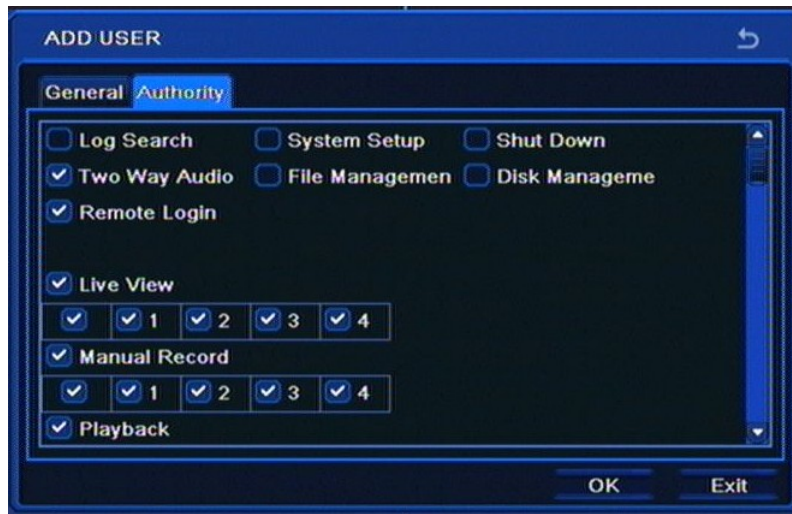 ADD USER
General Authority
Log Search System Setup Shut Down
Two Way Audio File Managemen Disk Manageme
Remote Login
Live View
1 2 3 4
Manual Record
1 2 3 4
Playback
OK Exit